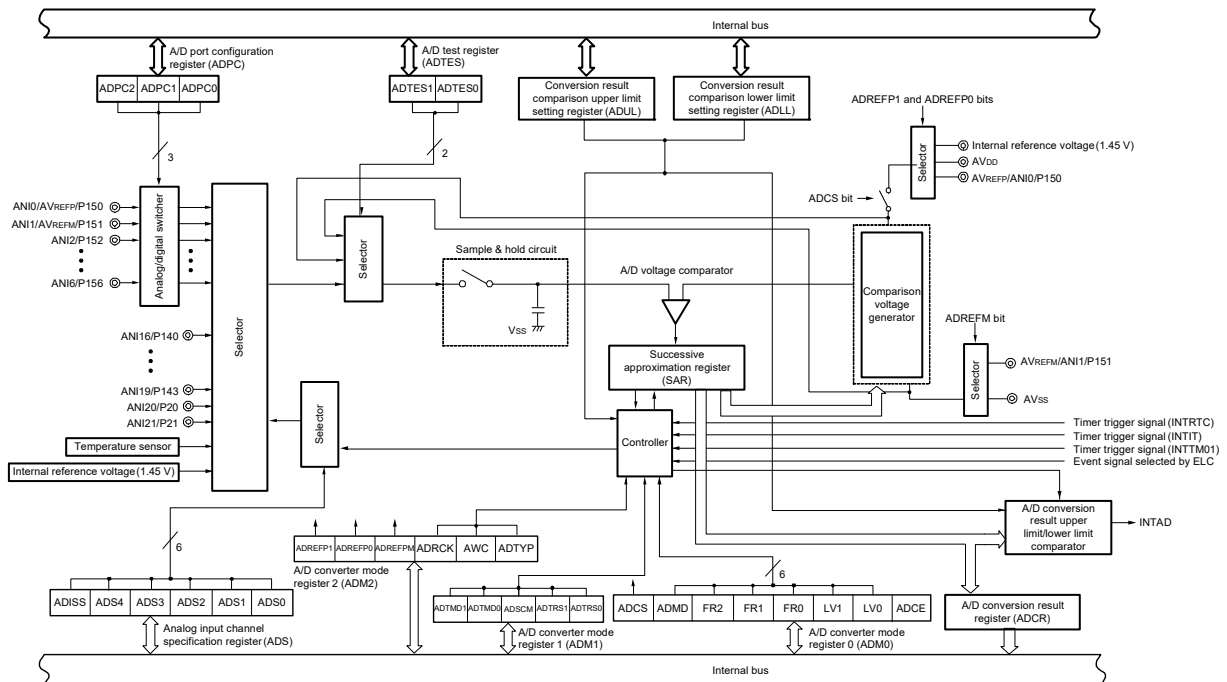 Internal bus
A/D port configuration
register (ADPC)
ADPC2 ADPC1 ADPC0
A/D test register
(ADTES)
ADTES1 ADTES0
Conversion result
comparison upper limit
setting register (ADUL)
Conversion result
comparison lower limit
setting register (ADLL)
ADREFP1 and ADREFP0 bits
Selector
Internal reference voltage (1.45 V)
AVDD
AVREFP/ANI0/P150
ADCS bit
3
2
ANI0/AVREFP/P150
ANI1/AVREFM/P151
ANI2/P152
ANI6/P156
Analog/digital switcher
Selector
Selector
Sample & hold circuit
Vss
A/D voltage comparator
Comparison
voltage
generator
ADREFM bit
Selector
AVREFM/ANI1/P151
AVss
ANI16/P140
ANI19/P143
ANI20/P20
ANI21/P21
Temperature sensor
Internal reference voltage (1.45 V)
Selector
Successive
approximation register
(SAR)
Controller
Timer trigger signal (INTRTC)
Timer trigger signal (INTIT)
Timer trigger signal (INTTM01)
Event signal selected by ELC
A/D conversion
result upper
limit/lower limit
comparator
INTAD
6
ADREFP1 ADREFP0 ADREFPM ADRCK AWC ADTYP
A/D converter mode
register 2 (ADM2)
6
ADISS ADS4 ADS3 ADS2 ADS1 ADS0
Analog input channel
specification register (ADS)
ADTMD1 ADTMD0 ADSCM ADTRS1 ADTRS0
A/D converter mode
register 1 (ADM1)
ADCS ADMD FR2 FR1 FR0 LV1 LV0 ADCE
A/D converter mode
register 0 (ADM0)
A/D conversion result
register (ADCR)
Internal bus